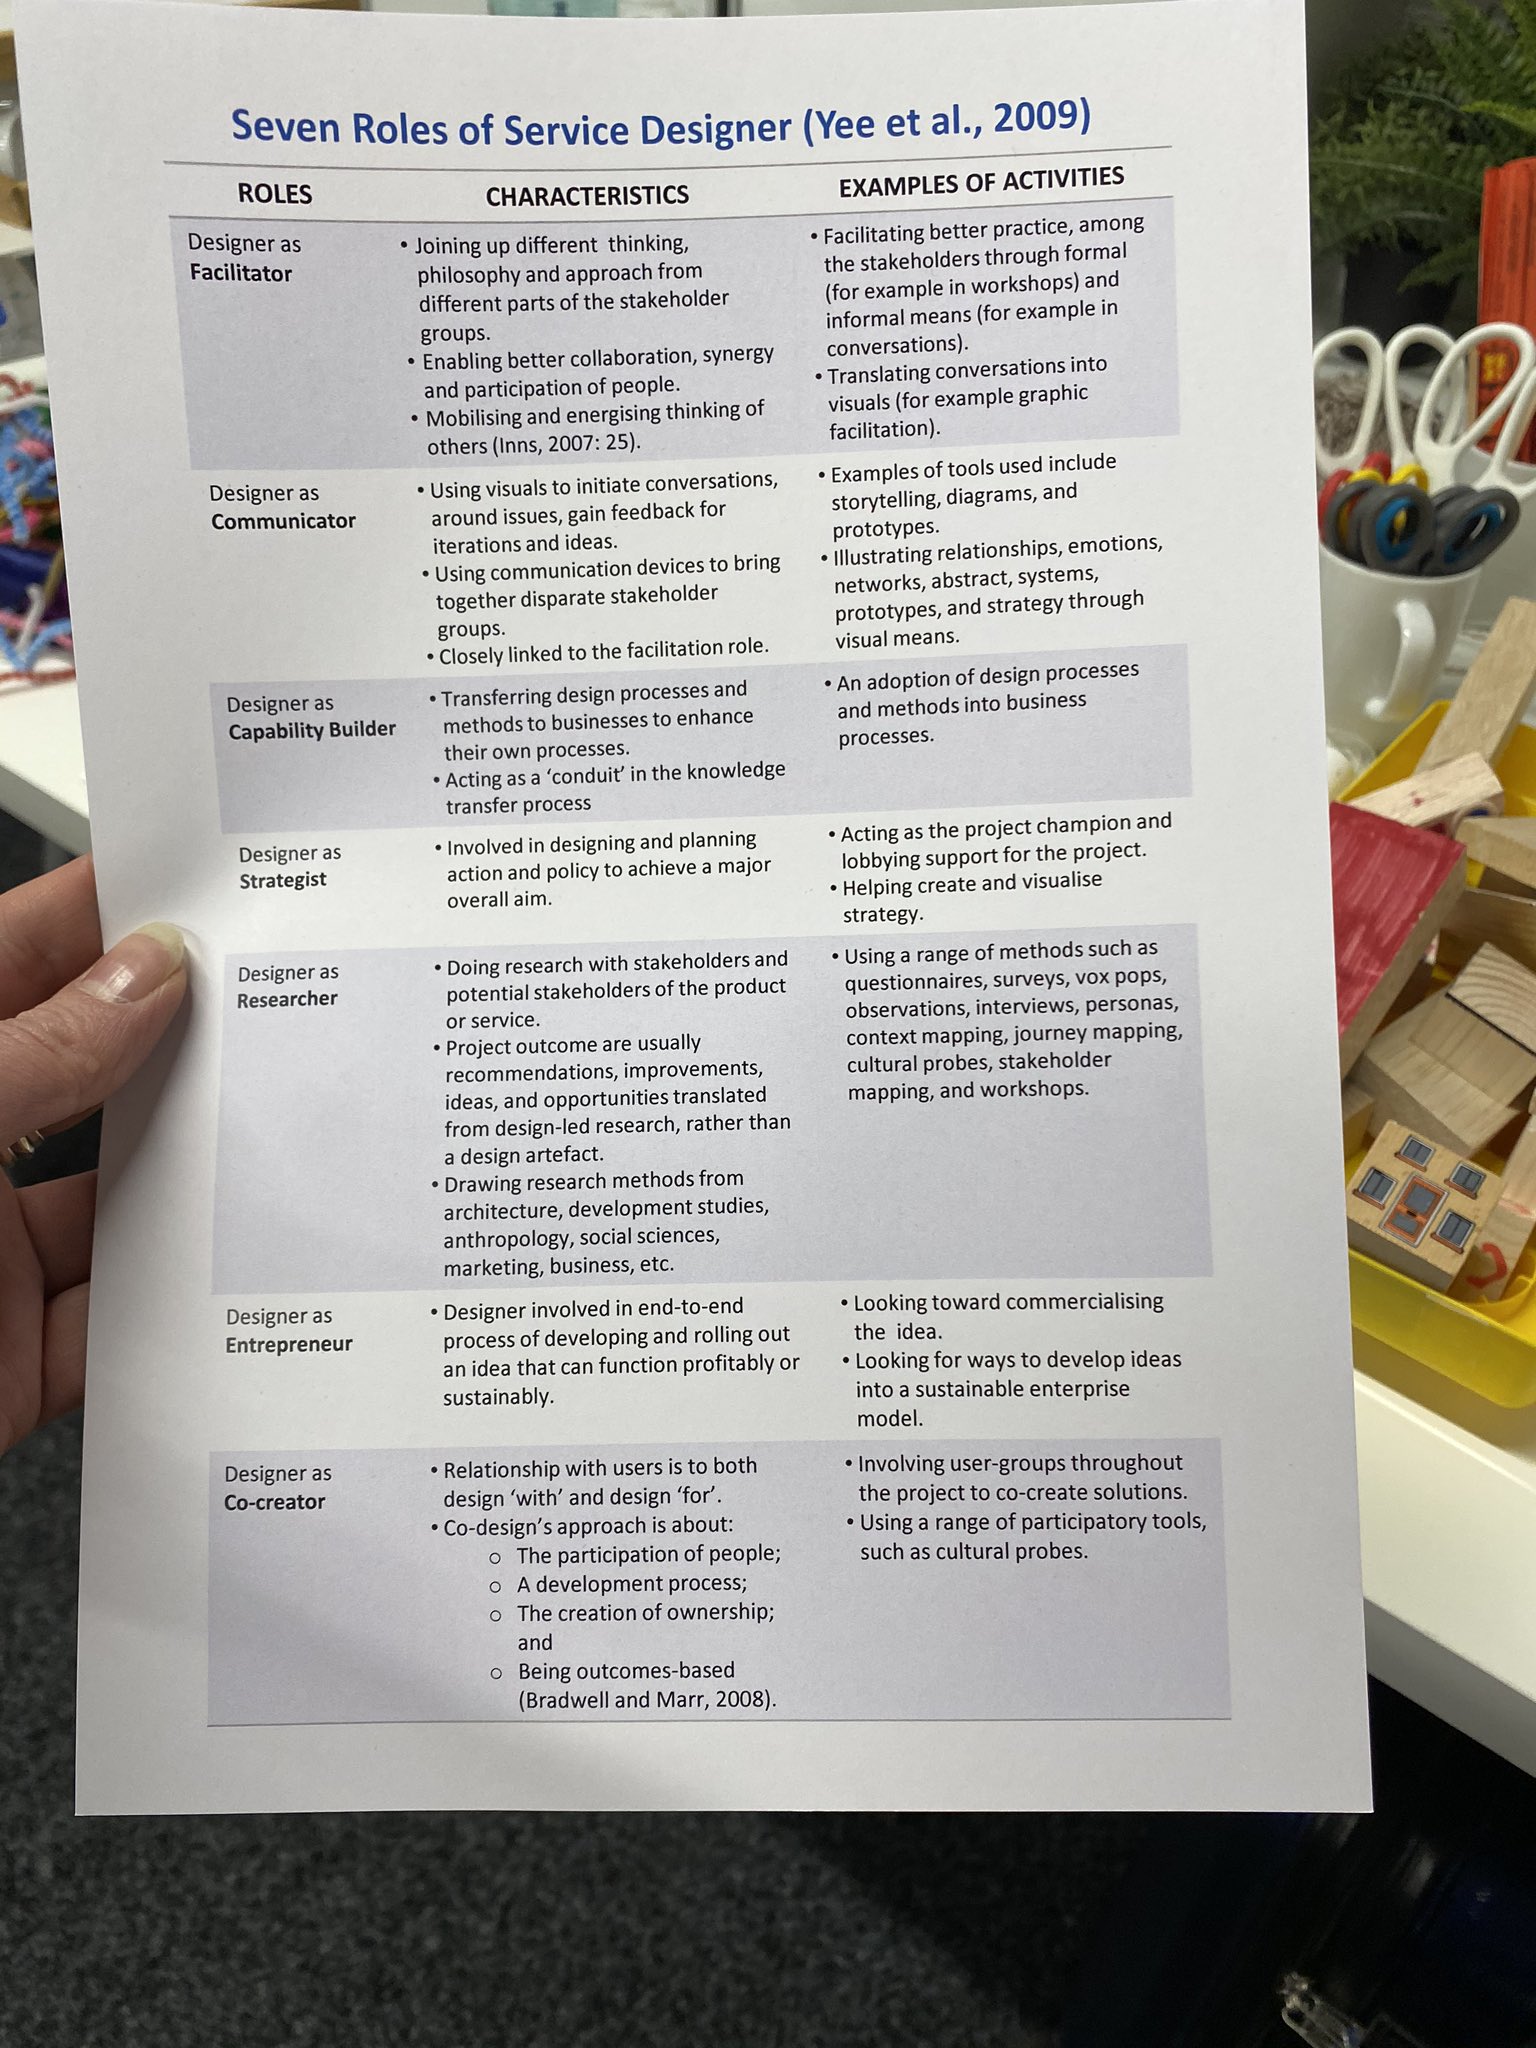 Seven Roles of Service Designer (Yee et al., 2009)
ROLES
CHARACTERISTICS
EXAMPLES OF ACTIVITIES
Designer as
Facilitator
• Joining up different thinking,
philosophy and approach from
different parts of the stakeholder
groups.
• Enabling better collaboration, synergy
and participation of people.
• Mobilising and energising thinking of
others (Inns, 2007: 25).
• Facilitating better practice, among
the stakeholders through formal
(for example in workshops) and
informal means (for example in
conversations).
• Translating conversations into
visuals (for example graphic
facilitation).
Designer as
Communicator
• Using visuals to initiate conversations,
around issues, gain feedback for
iterations and ideas.
• Using communication devices to bring
together disparate stakeholder
groups.
• Closely linked to the facilitation role.
• Examples of tools used include
storytelling, diagrams, and
prototypes.
• Illustrating relationships, emotions,
networks, abstract, systems,
prototypes, and strategy through
visual means.
Designer as
Capability Builder
• Transferring design processes and
methods to businesses to enhance
their own processes.
• Acting as a ‘conduit’ in the knowledge
transfer process
• An adoption of design processes
and methods into business
processes.
Designer as
Strategist
• Involved in designing and planning
action and policy to achieve a major
overall aim.
• Acting as the project champion and
lobbying support for the project.
• Helping create and visualise
strategy.
Designer as
Researcher
• Doing research with stakeholders and
potential stakeholders of the product
or service.
• Project outcome are usually
recommendations, improvements,
ideas, and opportunities translated
from design-led research, rather than
a design artefact.
• Drawing research methods from
architecture, development studies,
anthropology, social sciences,
marketing, business, etc.
• Using a range of methods such as
questionnaires, surveys, vox pops,
observations, interviews, personas,
context mapping, journey mapping,
cultural probes, stakeholder
mapping, and workshops.
Designer as
Entrepreneur
• Designer involved in end-to-end
process of developing and rolling out
an idea that can function profitably or
sustainably.
• Looking toward commercialising
the idea.
• Looking for ways to develop ideas
into a sustainable enterprise
model.
Designer as
Co-creator
• Relationship with users is to both
design ‘with’ and design ‘for’.
• Co-design’s approach is about:
o The participation of people;
o A development process;
o The creation of ownership;
and
o Being outcomes-based
(Bradwell and Marr, 2008).
• Involving user-groups throughout
the project to co-create solutions.
• Using a range of participatory tools,
such as cultural probes.